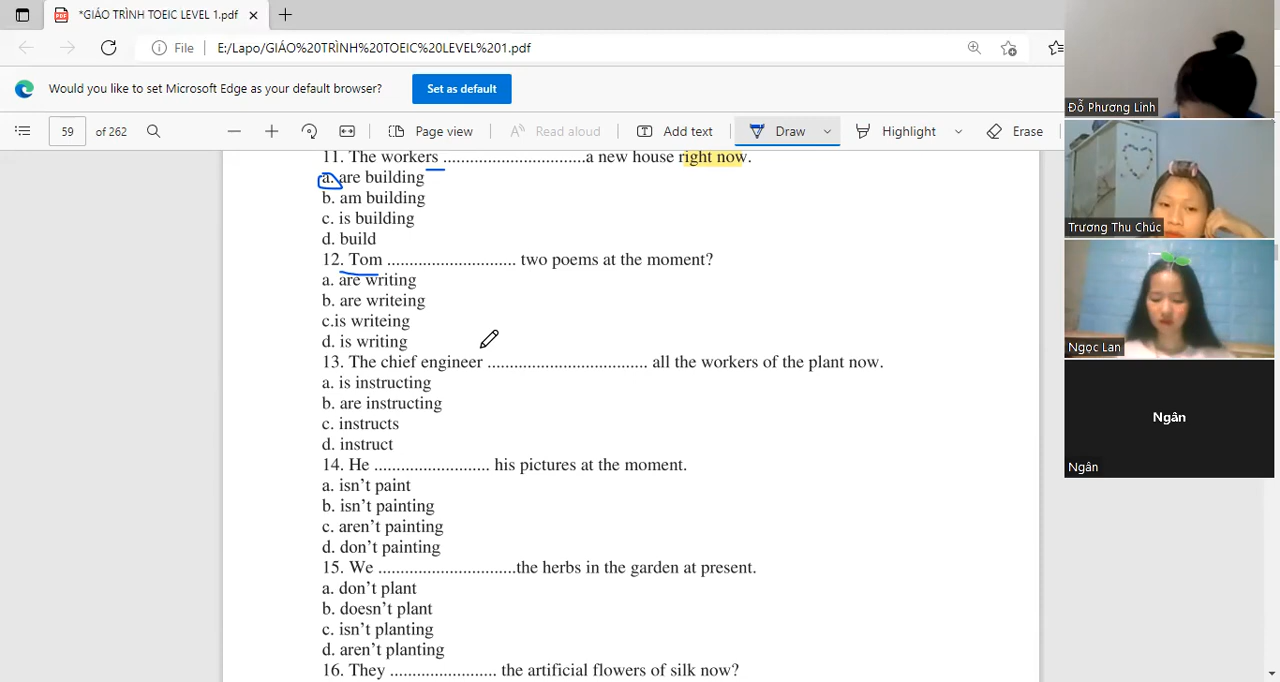 *GIÁO TRÌNH TOEIC LEVEL 1.pdf
File E:/Lapo/GIÁO%20TRÌNH%20TOEIC%20LEVEL%201.pdf
Would you like to set Microsoft Edge as your default browser? Set as default
59 of 262 Page view Read aloud Add text Draw Highlight Erase
11. The workers ...............................a new house right now.
a. are building
b. am building
c. is building
d. build
12. Tom ............................ two poems at the moment?
a. are writing
b. are writeing
c.is writeing
d. is writing
13. The chief engineer ................................... all the workers of the plant now.
a. is instructing
b. are instructing
c. instructs
d. instruct
14. He .......................... his pictures at the moment.
a. isn’t paint
b. isn’t painting
c. aren’t painting
d. don’t painting
15. We ...............................the herbs in the garden at present.
a. don’t plant
b. doesn’t plant
c. isn’t planting
d. aren’t planting
16. They ........................ the artificial flowers of silk now?
Đỗ Phương Linh
Trương Thu Chúc
Ngọc Lan
Ngân
Ngân